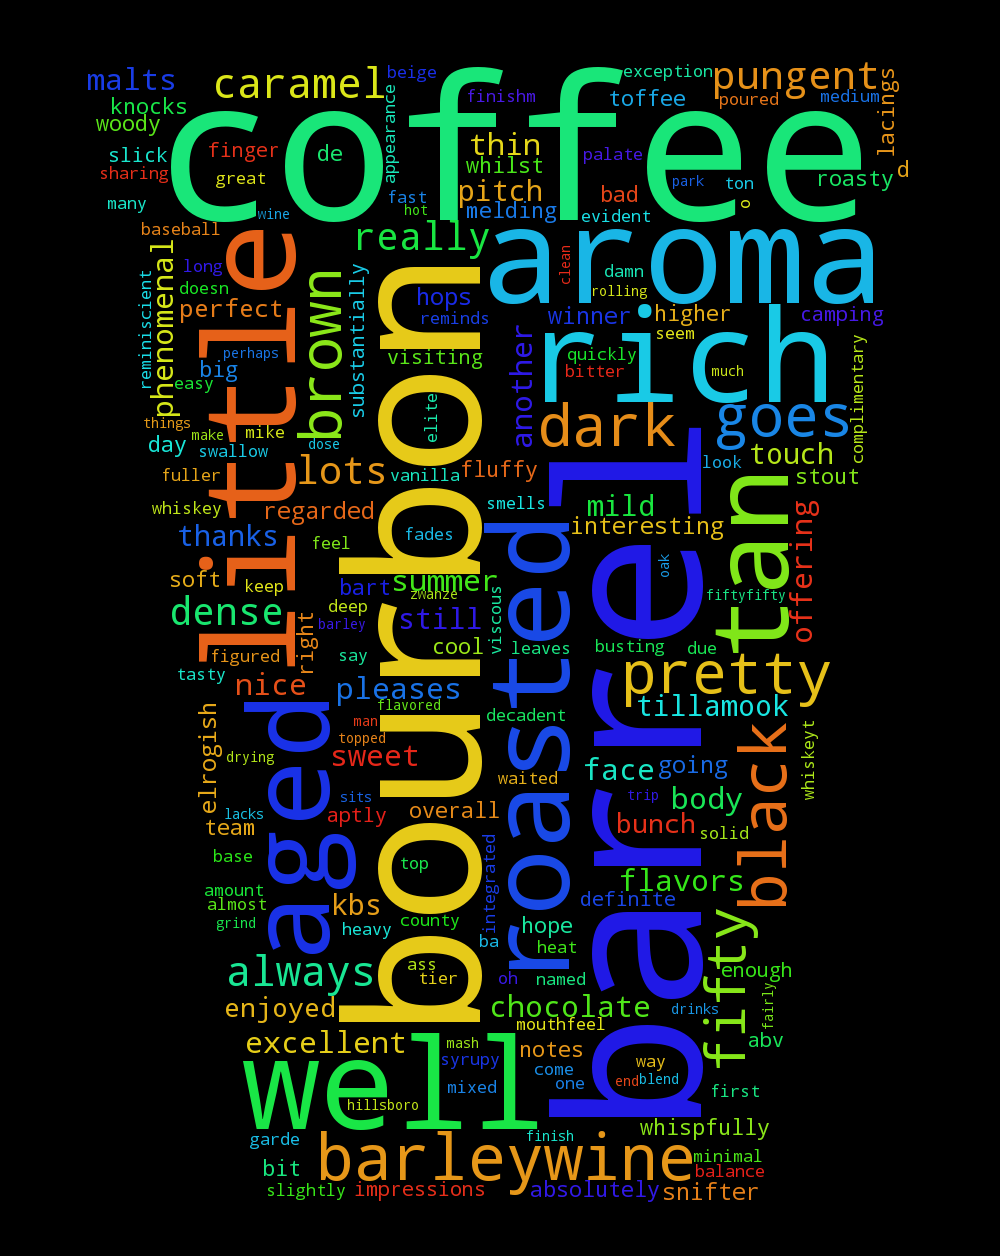 coffee
caramel
beige
exception
pungent
malts
knocks
finishm
toffee
poured
medium
lacings
woody
appearance
thin
slick
finger
de
whilst
palate
sharing
great
pitch
bad
park
ton
roasty
d
many
fast
hot
melding
evident
o
wine
baseball
really
aroma
little
phenomenal
long
clean
damn
rolling
reminiscient
doesn
brown
substantially
hops
reminds
perfect
winner
higher
camping
rich
seem
perhaps
visiting
another
quickly
bitter
much
complimentary
big
easy
bourbon
elite
dark
goes
things
make
mike
day
swallow
dose
touch
look
fuller
lots
vanilla
fluffy
stout
whiskey
regarded
smells
mild
tan
offering
thanks
fades
interesting
feel
roasted
barrel
oak
soft
keep
bart
summer
zwanze
fiftyfifty
dense
deep
barley
still
viscous
right
figured
say
cool
leaves
busting
due
tasty
nice
pleases
pretty
flavored
tillamook
aged
man
decadent
elrogish
topped
black
whiskeyt
drying
sweet
face
going
waited
sits
trip
body
lacks
aptly
overall
bunch
team
solid
integrated
base
top
flavors
amount
almost
kbs
definite
grind
heavy
county
hope
fifty
ba
heat
always
ass
tier
oh
named
enough
enjoyed
chocolate
drinks
fairly
mouthfeel
excellent
mash
notes
abv
well
syrupy
way
come
mixed
one
end
blend
first
hillsboro
garde
finish
whispfully
barleywine
bit
minimal
balance
slightly
impressions
absolutely
snifter